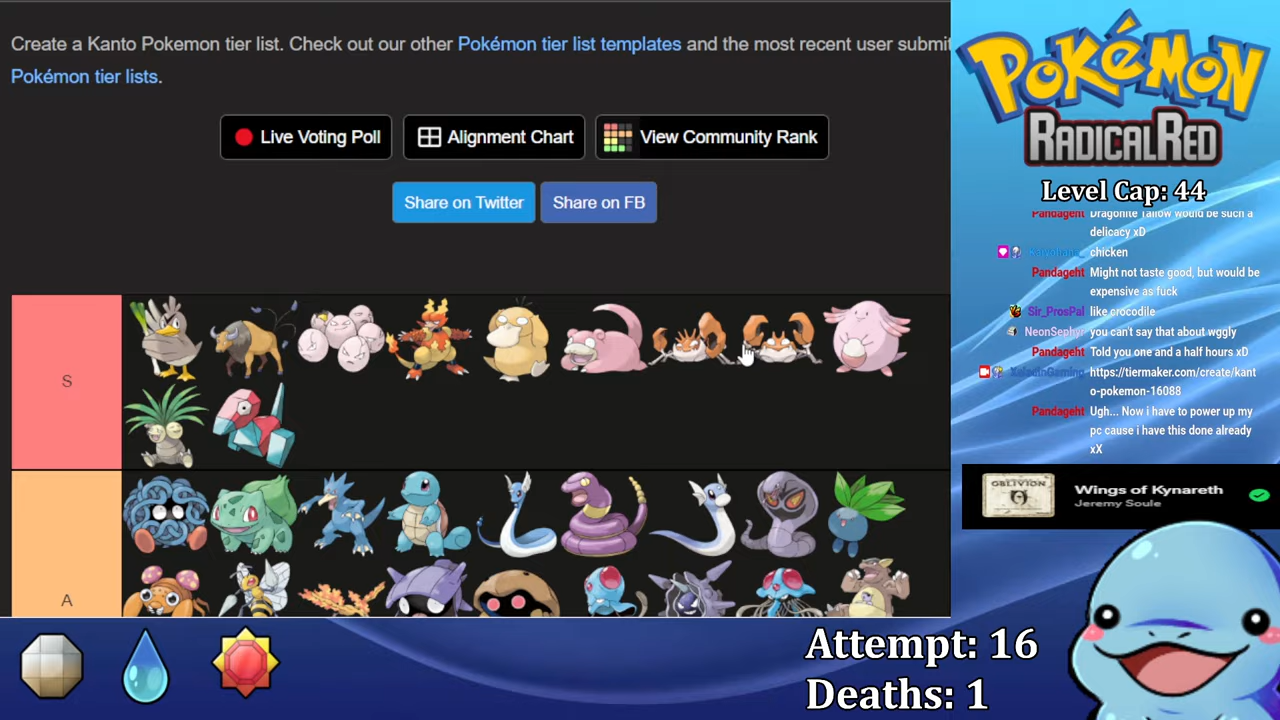 Create a Kanto Pokemon tier list. Check out our other Pokémon tier list templates and the most recent user submit
Pokémon tier lists.
Live Voting Poll
Alignment Chart
View Community Rank
Share on Twitter
Share on FB
S
A
POKéMON
RADICAL RED
Level Cap: 44
Pandageht Dragonite Tallow would be such a
delicacy xD
chicken
Pandageht Might not taste good, but would be
expensive as fuck
Sir_ProsPal like crocodile
NeonSephyr you can't say that about wggly
Pandageht Told you one and a half hours xD
XaladinGaming https://tiermaker.com/create/kant
o-pokemon-16088
Pandageht Ugh... Now i have to power up my
pc cause i have this done already
xX
OBLIVION
Wings of Kynareth
Jeremy Soule
Attempt: 16
Deaths: 1